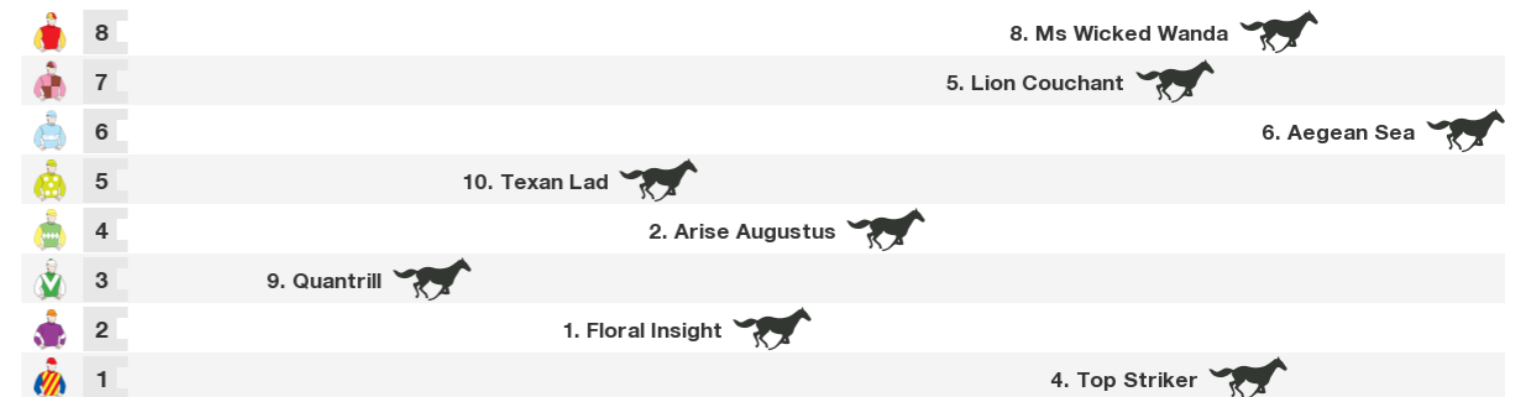 8 8. Ms Wicked Wanda
7 5. Lion Couchant
6 6. Aegean Sea
5 10. Texan Lad
4 2. Arise Augustus
3 9. Quantrill
2 1. Floral Insight
1 4. Top Striker